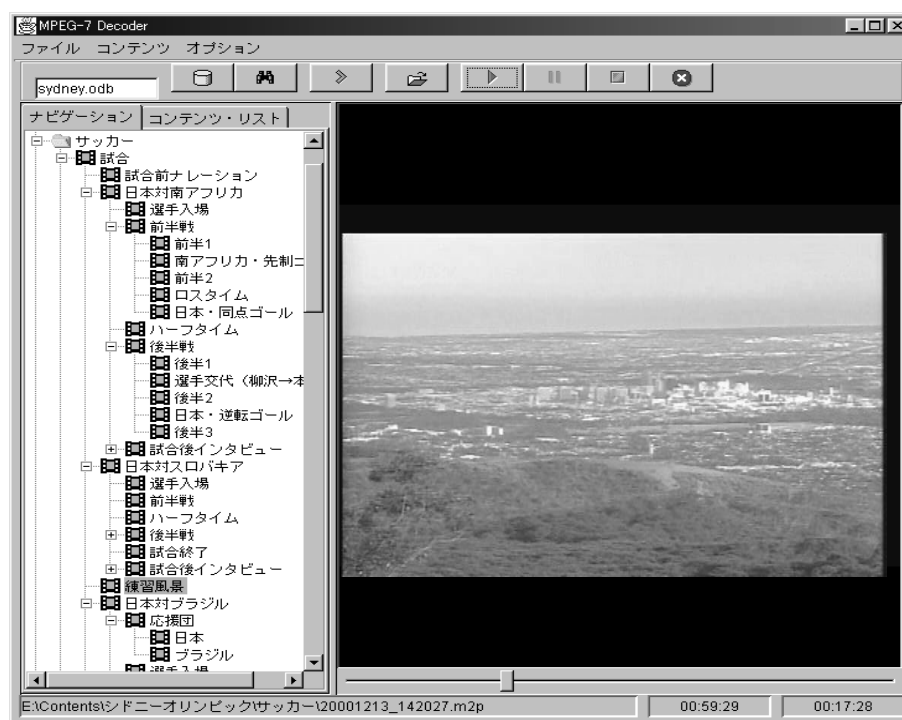 MPEG-7 Decoder
ファイル コンテンツ オプション
sydney.odb
ナビゲーション コンテンツ・リスト
サッカー
試合
試合前ナレーション
日本対南アフリカ
選手入場
前半戦
前半1
南アフリカ・先制ニ
前半2
ロスタイム
日本・同点ゴール
ハーフタイム
後半戦
後半1
選手交代（柳沢→本
後半2
日本・逆転ゴール
後半3
試合後インタビュー
日本対スロバキア
選手入場
前半戦
ハーフタイム
後半戦
試合終了
試合後インタビュー
練習風景
日本対ブラジル
応援団
日本
ブラジル
選手入場
E:\Contents\シドニーオリンピック\サッカー\20001213_142027.m2p 00:59:29 00:17:28